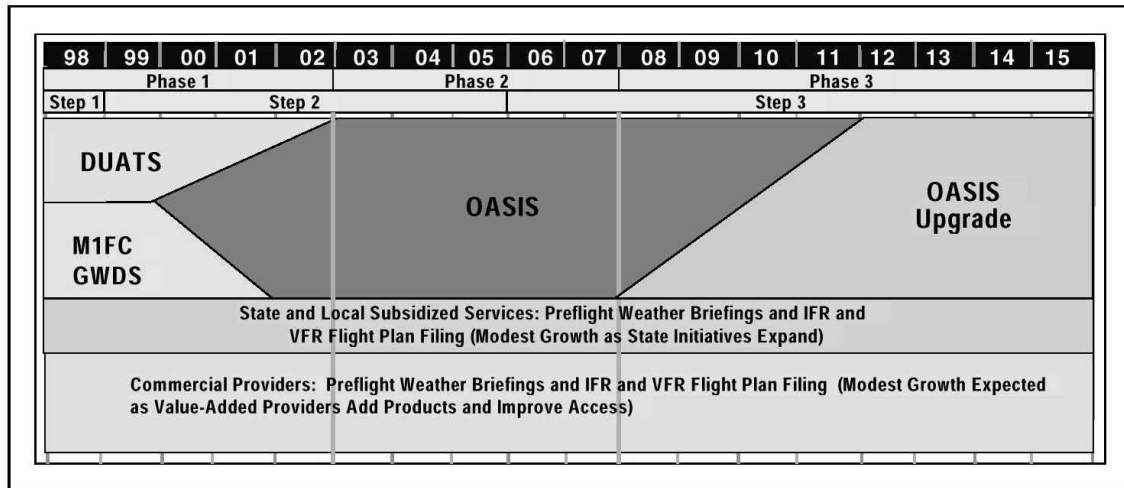 98 99 00 01 02 03 04 05 06 07 08 09 10 11 12 13 14 15
Phase 1 Phase 2 Phase 3
Step 1 Step 2 Step 3
DUATS
M1FC
GWDS
OASIS
OASIS
Upgrade
State and Local Subsidized Services: Preflight Weather Briefings and IFR and
VFR Flight Plan Filing (Modest Growth as State Initiatives Expand)
Commercial Providers: Preflight Weather Briefings and IFR and VFR Flight Plan Filing (Modest Growth Expected
as Value-Added Providers Add Products and Improve Access)